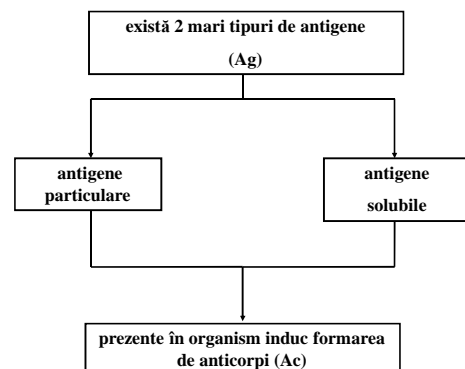 există 2 mari tipuri de antigene
(Ag)
antigene
particulare
antigene
solubile
prezente în organism induc formarea
de anticorpi (Ac)